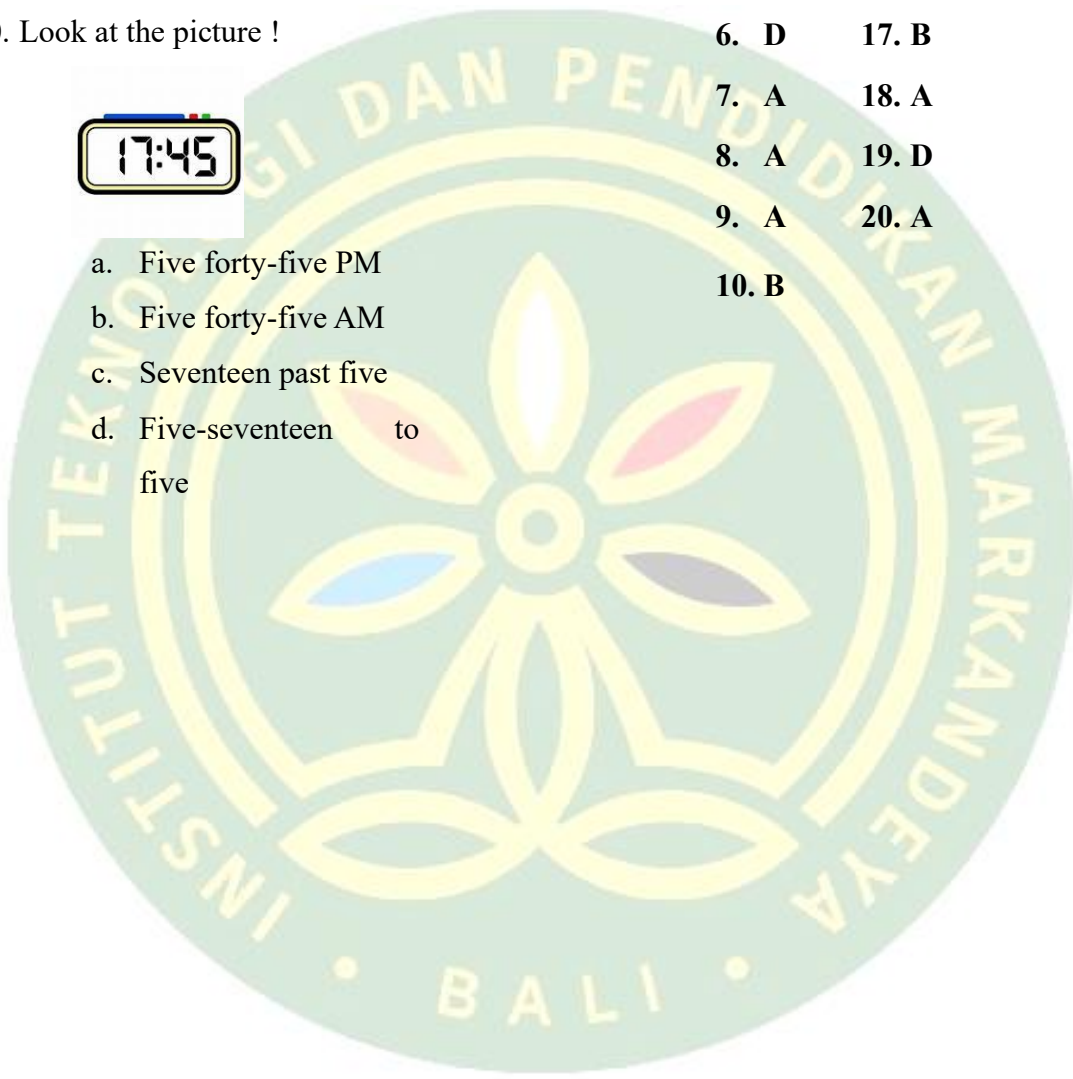 . Look at the picture !
17:45
a. Five forty-five PM
b. Five forty-five AM
c. Seventeen past five
d. Five-seventeen to
five
6. D 17. B
7. A 18. A
8. A 19. D
9. A 20. A
10. B
INSTITUT TEKNOLOGI DAN PENDIDIKAN MARKANDEYA
• BALI •